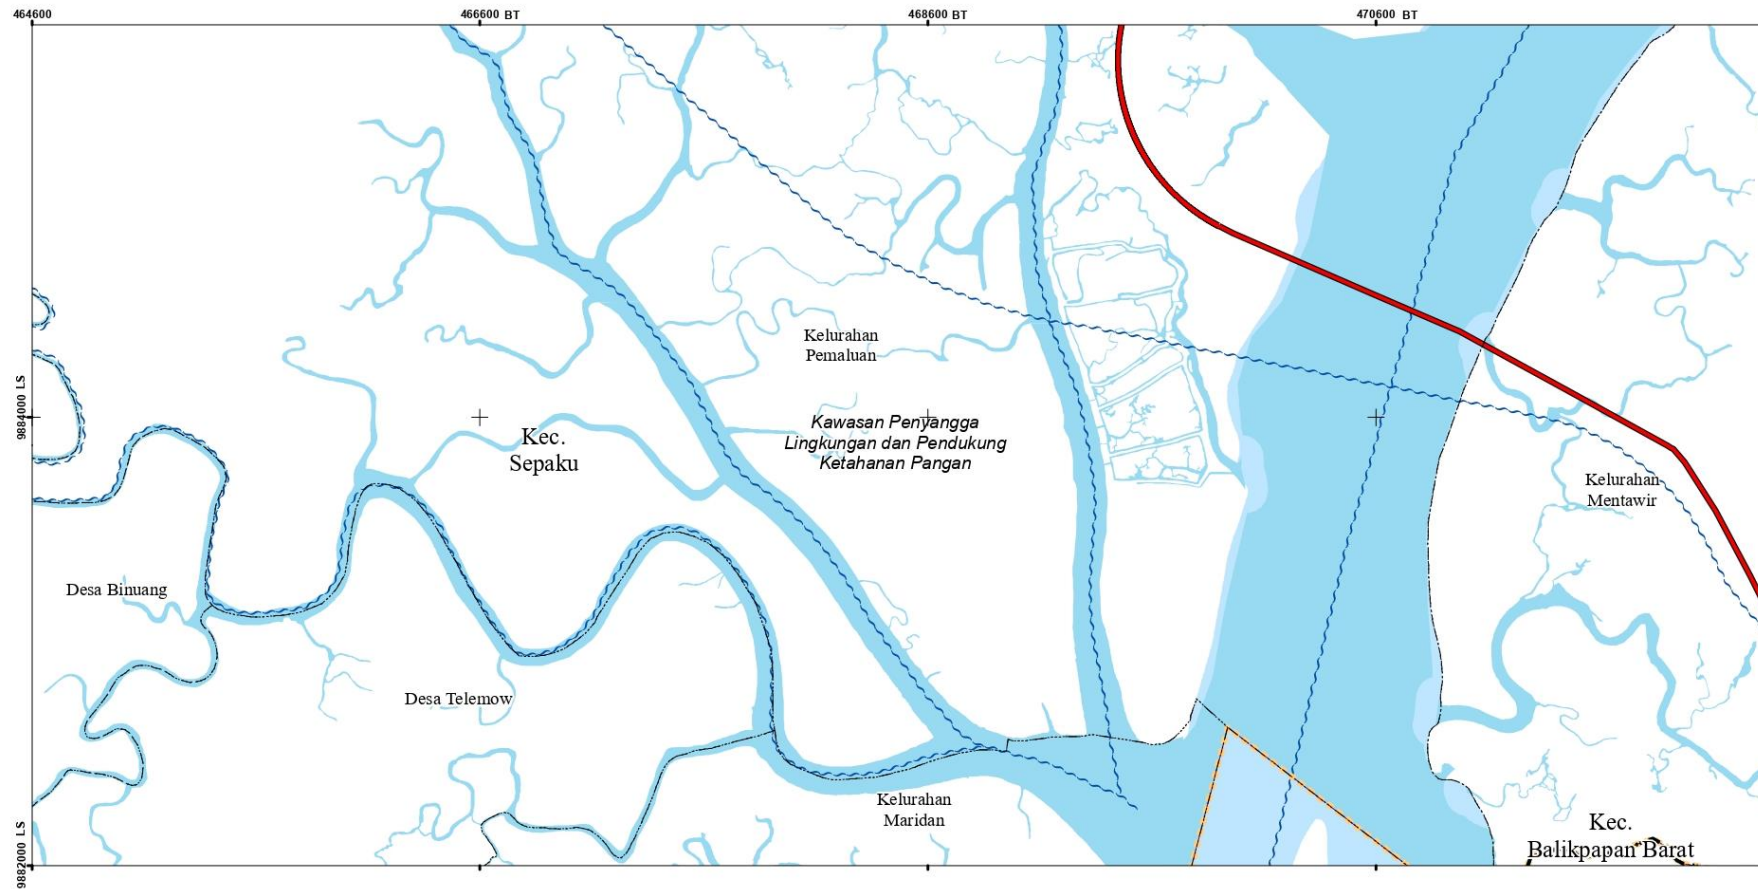 464600
466600 BT
468600 BT
470600 BT
Kelurahan
Pemaluan
9884000 LS
Kec.
Sepaku
Kawasan Penyangga
Lingkungan dan Pendukung
Ketahanan Pangan
Kelurahan
Mentawir
Desa Binuang
Desa Telemow
Kelurahan
Maridan
9882000 LS
Kec.
Balikpapan Barat